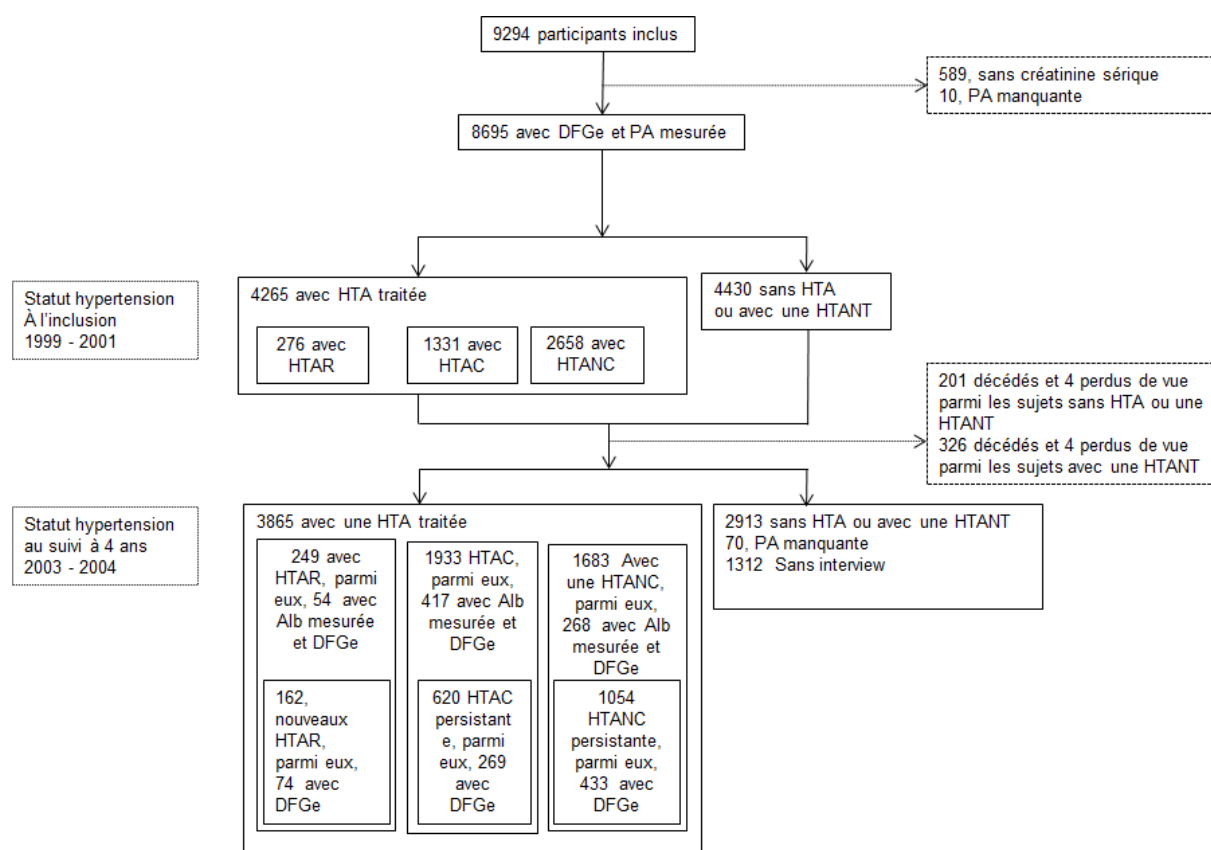 9294 participants inclus
589, sans créatinine sérique
10, PA manquante
8695 avec DFGe et PA mesurée
Statut hypertension
À l'inclusion
1999 - 2001
4265 avec HTA traitée
276 avec
HTAR
1331 avec
HTAC
2658 avec
HTANC
4430 sans HTA
ou avec une HTANT
201 décédés et 4 perdus de vue
parmi les sujets sans HTA ou une
HTANT
326 décédés et 4 perdus de vue
parmi les sujets avec une HTANT
Statut hypertension
au suivi à 4 ans
2003 - 2004
3865 avec une HTA traitée
249 avec
HTAR, parmi
eux, 54 avec
Alb mesurée
et DFGe
1933 HTAC,
parmi eux,
417 avec Alb
mesurée et
DFGe
1683 Avec
une HTANC,
parmi eux,
268 avec Alb
mesurée et
DFGe
162,
nouveaux
HTAR,
parmi eux,
74 avec
DFGe
620 HTAC
persistant
e, parmi
eux, 269
avec
DFGe
1054
HTANC
persistante,
parmi eux,
433 avec
DFGe
2913 sans HTA ou avec une HTANT
70, PA manquante
1312 Sans interview